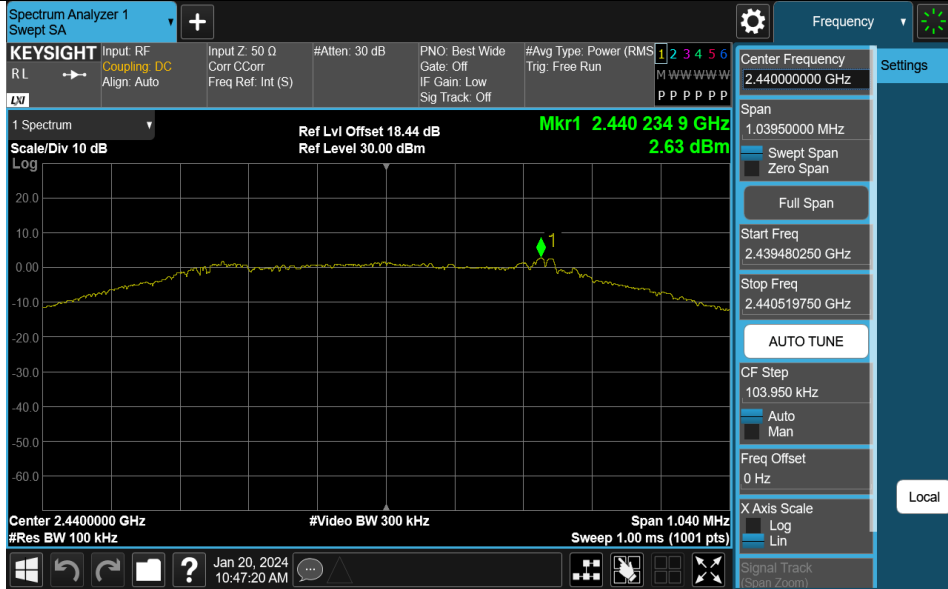 Spectrum Analyzer 1
Swept SA
▼
+
Frequency
▼
KEYSIGHT
RL
LXI
Input: RF
Coupling: DC
Align: Auto
Input Z: 50 Ω
Corr CCorr
Freq Ref: Int (S)
#Atten: 30 dB
PNO: Best Wide
Gate: Off
IF Gain: Low
Sig Track: Off
#Avg Type: Power (RMS
Trig: Free Run
1 2 3 4 5 6
M W W W W W
P P P P P P
1 Spectrum
▼
Scale/Div 10 dB
Log
Ref Lvl Offset 18.44 dB
Ref Level 30.00 dBm
Mkr1 2.440 234 9 GHz
2.63 dBm
20.0
10.0
0.00
-10.0
-20.0
-30.0
-40.0
-50.0
-60.0
1
Center 2.4400000 GHz
#Video BW 300 kHz
Span 1.040 MHz
#Res BW 100 kHz
Sweep 1.00 ms (1001 pts)
?
Jan 20, 2024
10:47:20 AM
Center Frequency
2.440000000 GHz
Settings
Span
1.03950000 MHz
Swept Span
Zero Span
Full Span
Start Freq
2.439480250 GHz
Stop Freq
2.440519750 GHz
AUTO TUNE
CF Step
103.950 kHz
Auto
Man
Freq Offset
0 Hz
Local
X Axis Scale
Log
Lin
Signal Track
(Span Zoom)